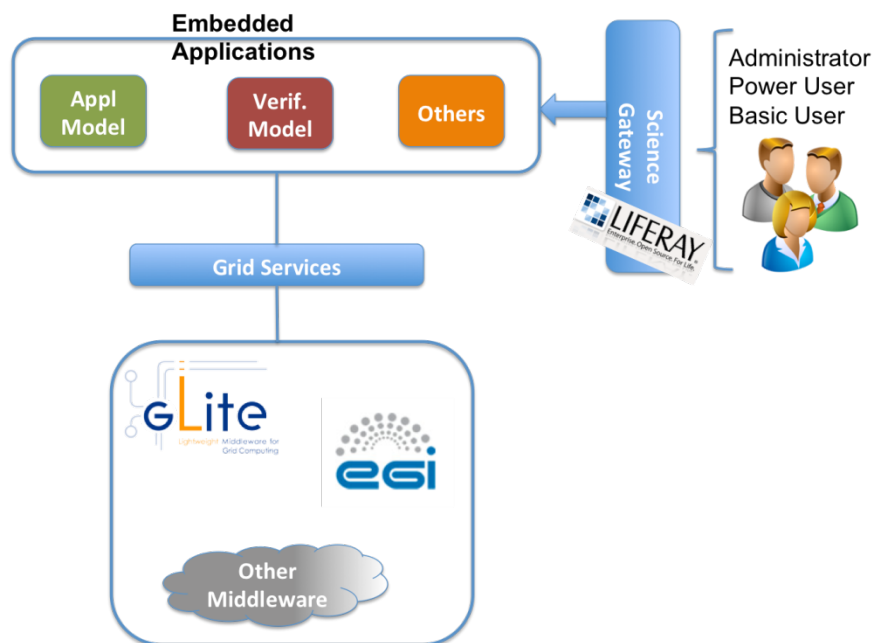 Embedded
Applications
Appl
Model
Verif.
Model
Others
Science
Gateway
LIFERAY
Enterprise. Open Source. For Life.
Administrator
Power User
Basic User
Grid Services
gLite
Lightweight Middleware for
Grid Computing
egi
Other
Middleware